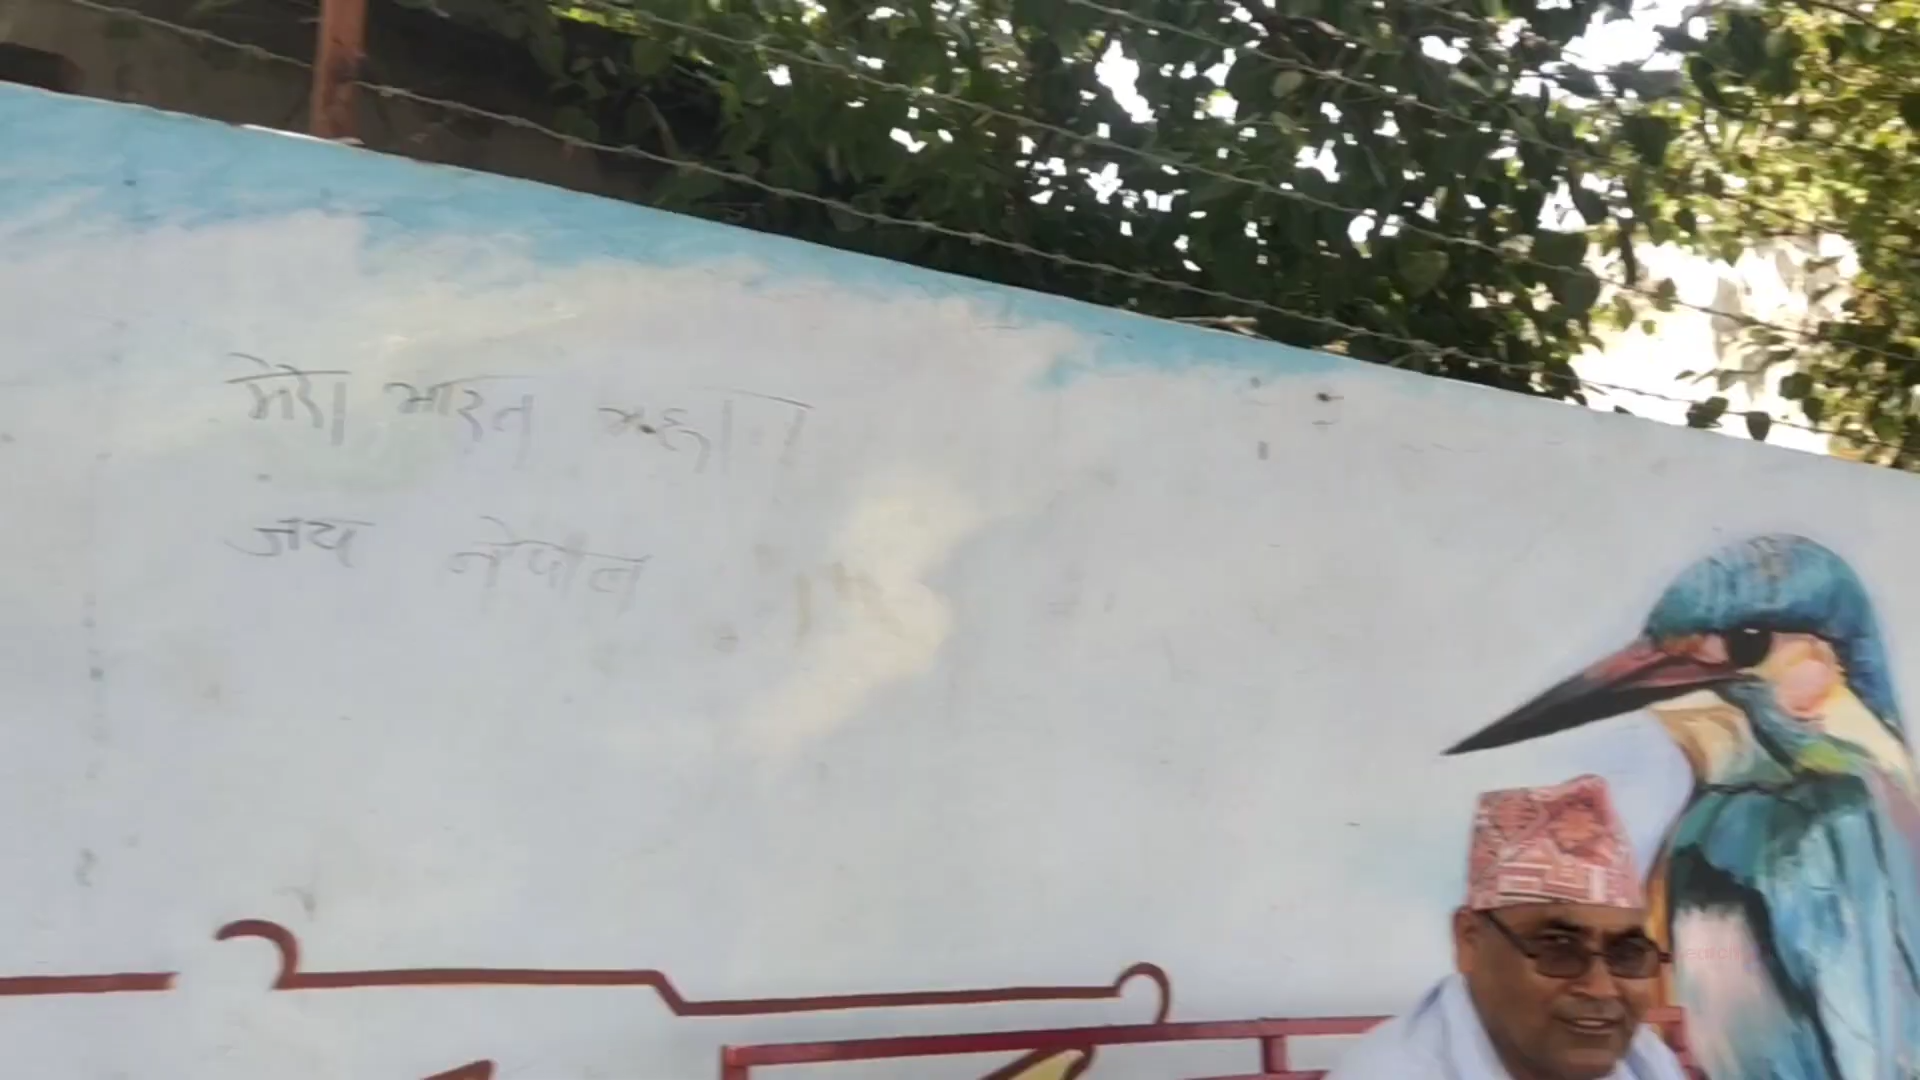 मेरा भारत महान
जय नेपाल